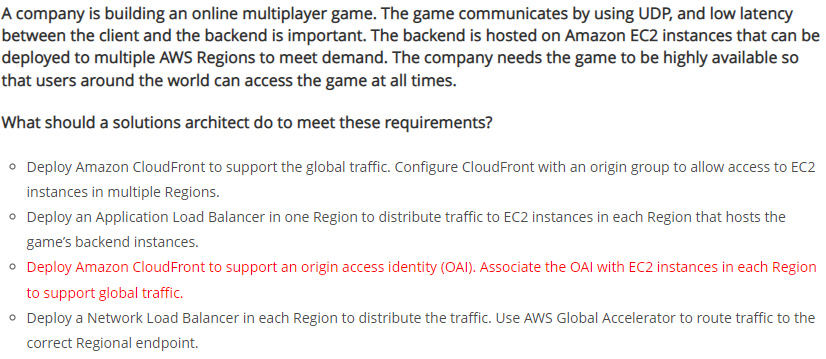 A company is building an online multiplayer game. The game communicates by using UDP, and low latency
between the client and the backend is important. The backend is hosted on Amazon EC2 instances that can be
deployed to multiple AWS Regions to meet demand. The company needs the game to be highly available so
that users around the world can access the game at all times.
What should a solutions architect do to meet these requirements?
Deploy Amazon CloudFront to support the global traffic. Configure CloudFront with an origin group to allow access to EC2
instances in multiple Regions.
Deploy an Application Load Balancer in one Region to distribute traffic to EC2 instances in each Region that hosts the
game's backend instances.
Deploy Amazon CloudFront to support an origin access identity (OAI). Associate the OAI with EC2 instances in each Region
to support global traffic.
Deploy a Network Load Balancer in each Region to distribute the traffic. Use AWS Global Accelerator to route traffic to the
correct Regional endpoint.